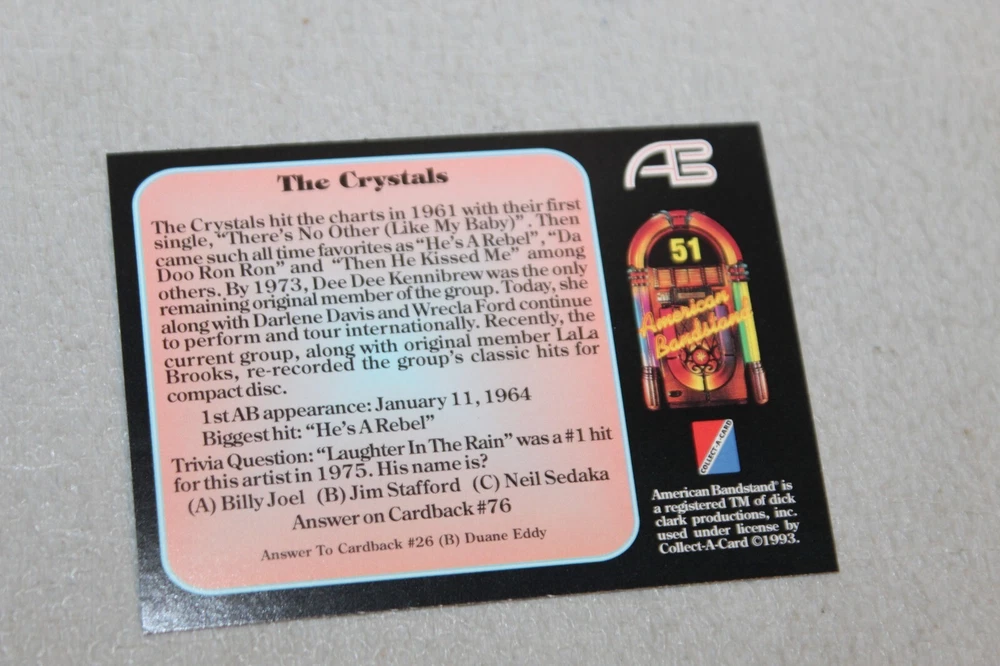 The Crystals
The Crystals hit the charts in 1961 with their first
single, “There's No Other (Like My Baby)”. Then
came such all time favorites as “He's A Rebel”, “Da
Doo Ron Ron” and “Then He Kissed Me” among
others. By 1973, Dee Dee Kennibrew was the only
remaining original member of the group. Today, she
along with Darlene Davis and Wrecla Ford continue
to perform and tour internationally. Recently, the
current group, along with original member LaLa
Brooks, re-recorded the group's classic hits for
compact disc.
1st AB appearance: January 11, 1964
Biggest hit: “He's A Rebel”
Trivia Question: “Laughter In The Rain” was a #1 hit
for this artist in 1975. His name is?
(A) Billy Joel (B) Jim Stafford (C) Neil Sedaka
Answer on Cardback #76
Answer To Cardback #26 (B) Duane Eddy
AB
51
American
Bandstand
COLLECT-A-CARD
American Bandstand® is
a registered TM of dick
clark productions, inc.
used under license by
Collect-A-Card ©1993.